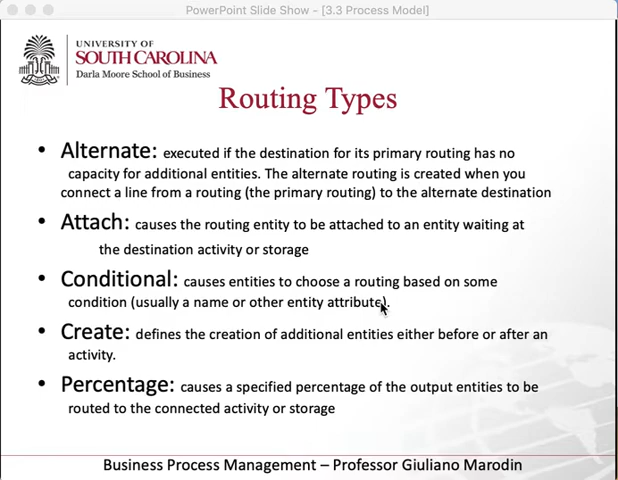 PowerPoint Slide Show - [3.3 Process Model]
UNIVERSITY OF
SOUTH CAROLINA
Darla Moore School of Business
Routing Types
• Alternate: executed if the destination for its primary routing has no
capacity for additional entities. The alternate routing is created when you
connect a line from a routing (the primary routing) to the alternate destination
• Attach: causes the routing entity to be attached to an entity waiting at
the destination activity or storage
• Conditional: causes entities to choose a routing based on some
condition (usually a name or other entity attribute).
• Create: defines the creation of additional entities either before or after an
activity.
• Percentage: causes a specified percentage of the output entities to be
routed to the connected activity or storage
Business Process Management – Professor Giuliano Marodin